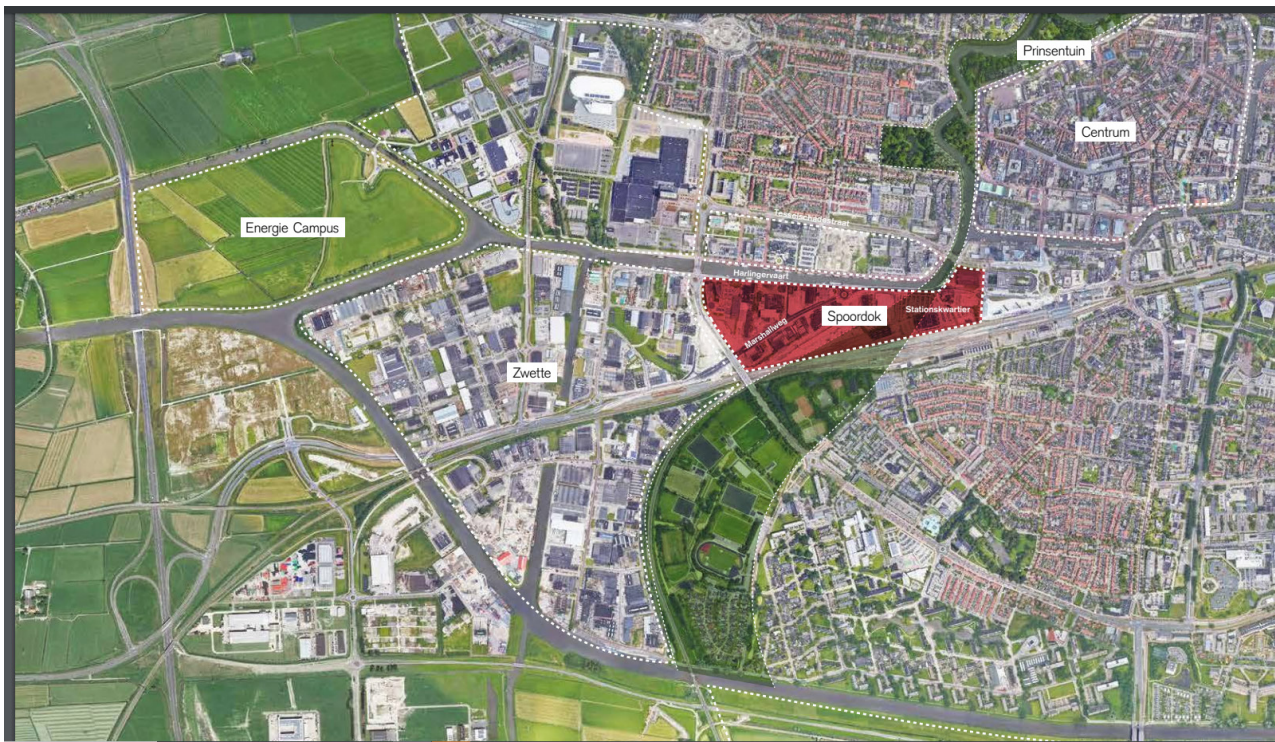 Prinsentuin
Centrum
Energie Campus
Harlingervaart
Spoordok
Stationskwartier
Marshallweg
Zwette